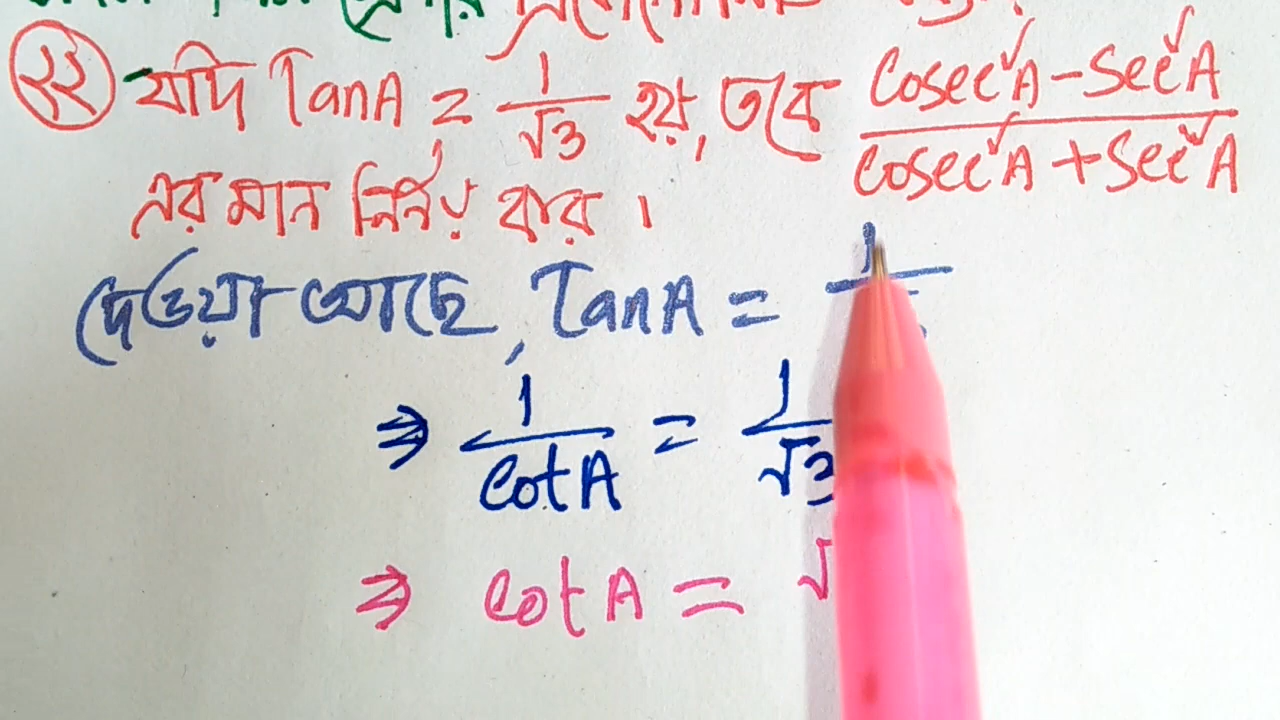 ২২ যদি TanA = 1/√3 হয়, তবে Cosec²A - Sec²A / Cosec²A + Sec²A
এর মান নির্ণয় কর।
দেওয়া আছে, TanA = 1
⇒ 1/CotA = 1/√3
⇒ CotA = √